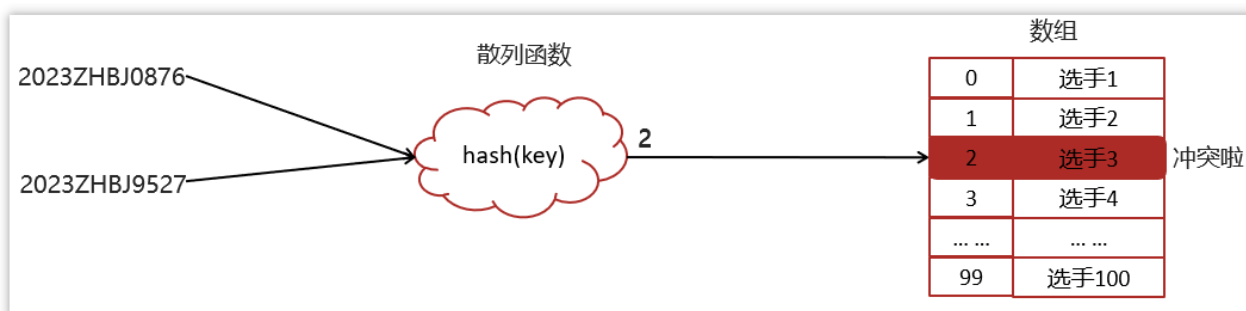 数组
散列函数
2023ZHBJ0876
2023ZHBJ9527
hash(key)
2
0 选手1
1 选手2
2 选手3 冲突啦
3 选手4
... ... ... ...
99 选手100